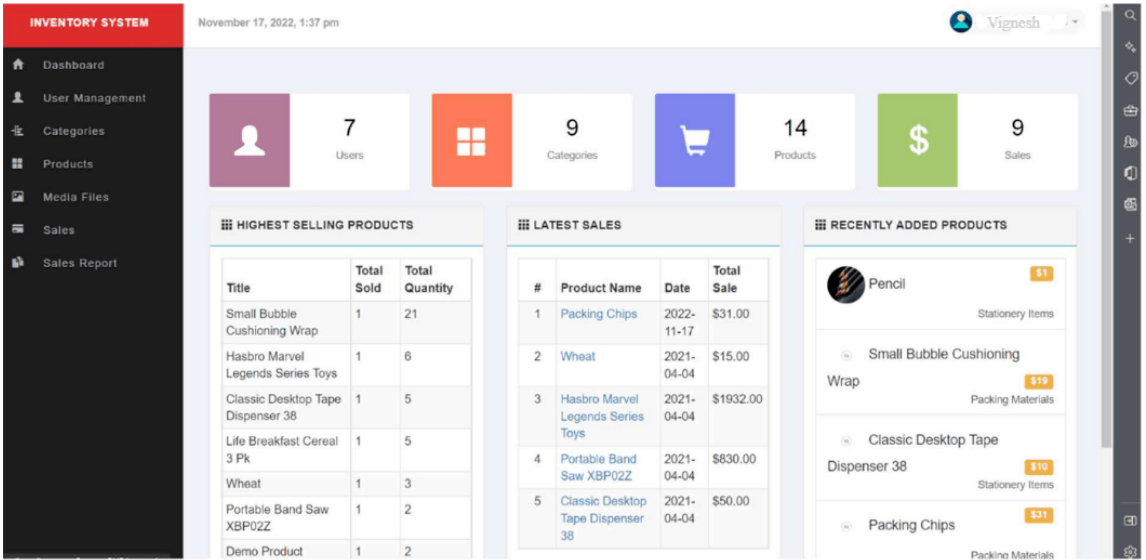 INVENTORY SYSTEM
November 17, 2022, 1:37 pm
Vignesh
Dashboard
User Management
Categories
Products
Media Files
Sales
Sales Report
7
Users
9
Categories
14
Products
$
9
Sales
HIGHEST SELLING PRODUCTS
Title Total Sold Total Quantity
Small Bubble Cushioning Wrap 1 21
Hasbro Marvel Legends Series Toys 1 6
Classic Desktop Tape Dispenser 38 1 5
Life Breakfast Cereal 3 Pk 1 5
Wheat 1 3
Portable Band Saw XBP02Z 1 2
Demo Product 1 2
LATEST SALES
# Product Name Date Total Sale
1 Packing Chips 2022-11-17 $31.00
2 Wheat 2021-04-04 $15.00
3 Hasbro Marvel Legends Series Toys 2021-04-04 $1932.00
4 Portable Band Saw XBP02Z 2021-04-04 $830.00
5 Classic Desktop Tape Dispenser 38 2021-04-04 $50.00
RECENTLY ADDED PRODUCTS
Pencil
$1
Stationery Items
Small Bubble Cushioning
Wrap
$19
Packing Materials
Classic Desktop Tape
Dispenser 38
$10
Stationery Items
Packing Chips
$31
Packing Materials